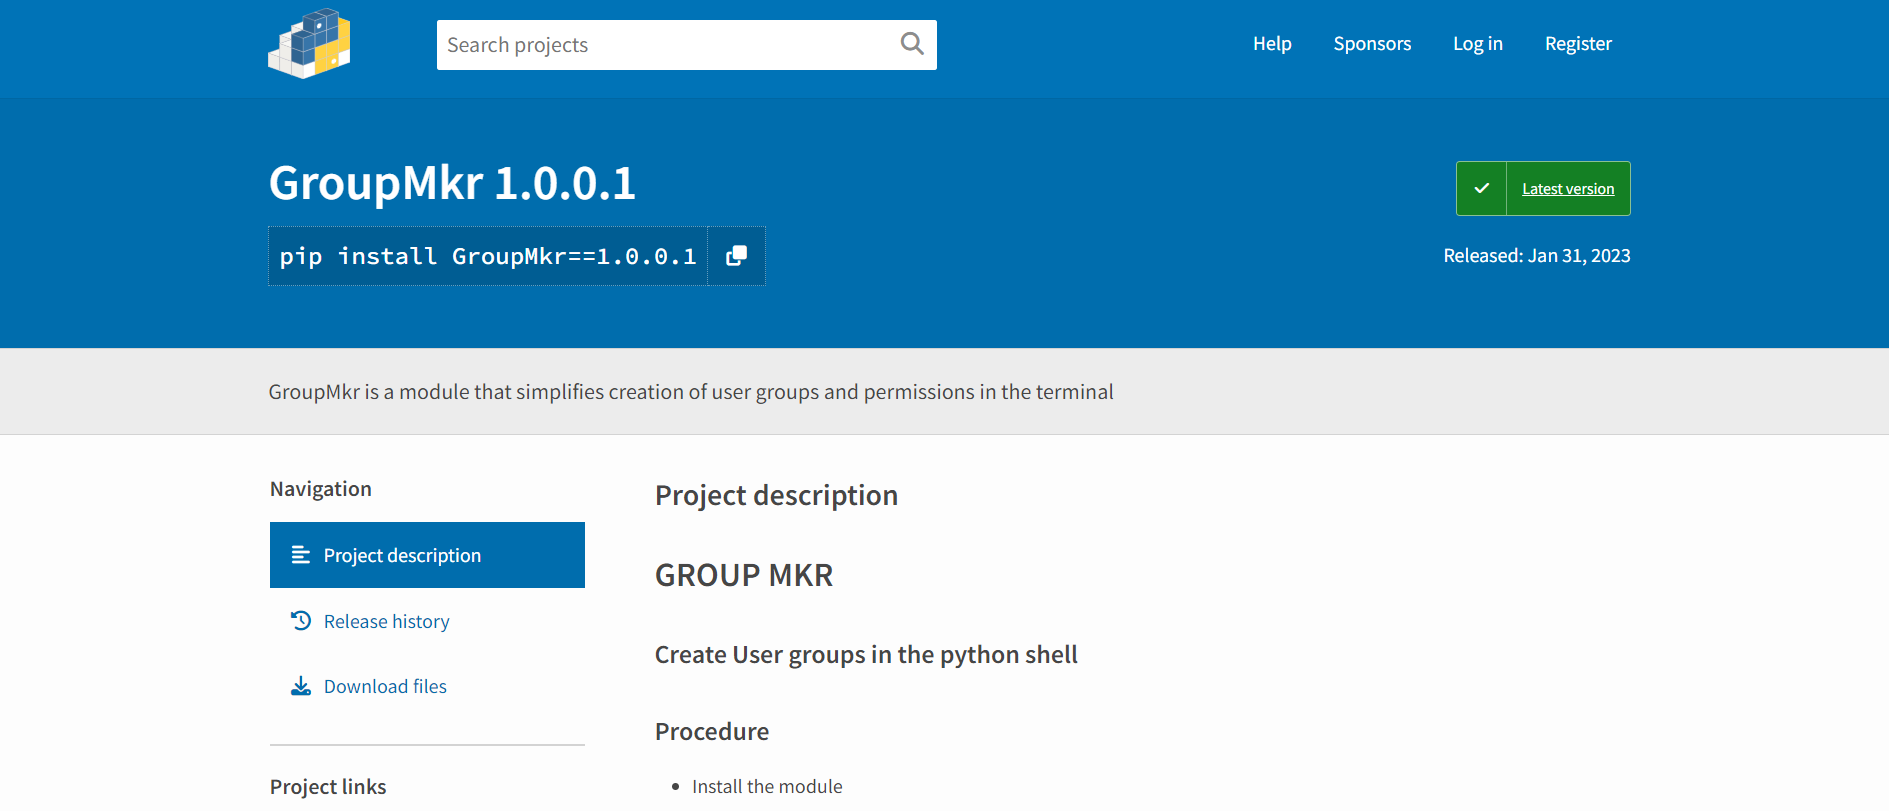 Search projects
Help
Sponsors
Log in
Register
GroupMkr 1.0.0.1
Latest version
pip install GroupMkr==1.0.0.1
Released: Jan 31, 2023
GroupMkr is a module that simplifies creation of user groups and permissions in the terminal
Navigation
Project description
Release history
Download files
Project links
Project description
GROUP MKR
Create User groups in the python shell
Procedure
Install the module